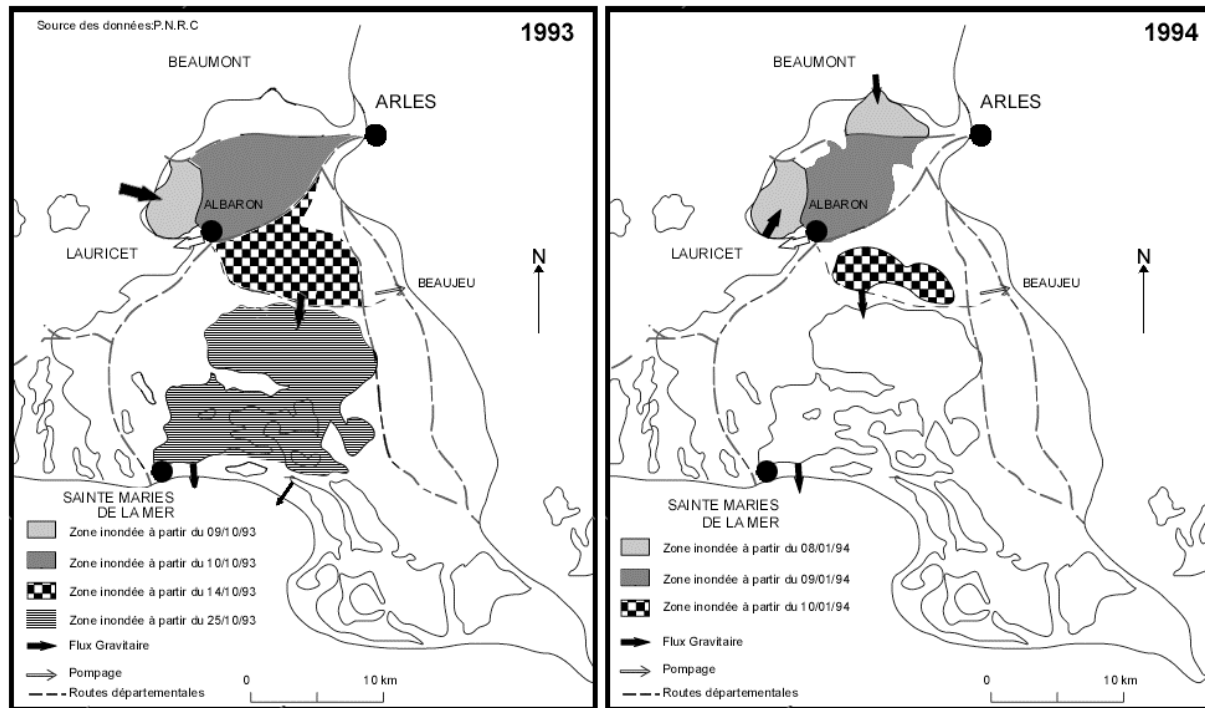 Source des données:P.N.R.C
1993
BEAUMONT
ARLES
ALBARON
LAURICET
N
BEAUJEU
SAINTE MARIES
DE LA MER
Zone inondée à partir du 09/10/93
Zone inondée à partir du 10/10/93
Zone inondée à partir du 14/10/93
Zone inondée à partir du 25/10/93
Flux Gravitaire
Pompage
Routes départementales
0 10 km
1994
BEAUMONT
ARLES
ALBARON
LAURICET
N
BEAUJEU
SAINTE MARIES
DE LA MER
Zone inondée à partir du 08/01/94
Zone inondée à partir du 09/01/94
Zone inondée à partir du 10/01/94
Flux Gravitaire
Pompage
Routes départementales
0 10 km